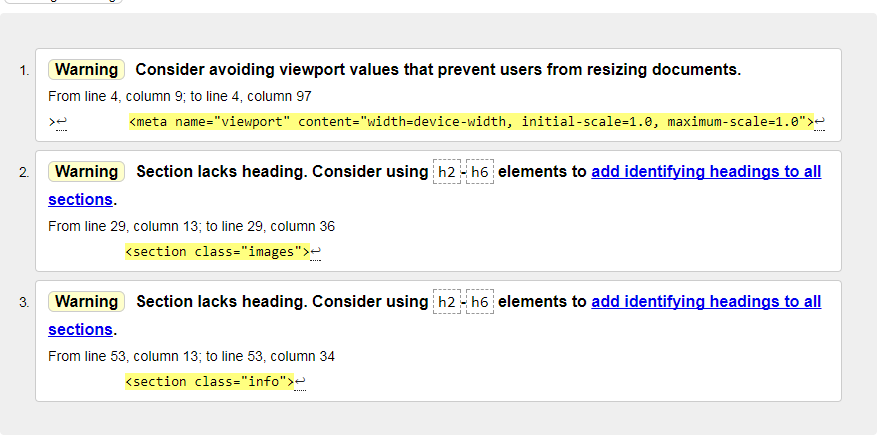 1. Warning Consider avoiding viewport values that prevent users from resizing documents.
From line 4, column 9; to line 4, column 97
>↩ <meta name="viewport" content="width=device-width, initial-scale=1.0, maximum-scale=1.0">↩
2. Warning Section lacks heading. Consider using h2-h6 elements to add identifying headings to all
sections.
From line 29, column 13; to line 29, column 36
<section class="images">↩
3. Warning Section lacks heading. Consider using h2-h6 elements to add identifying headings to all
sections.
From line 53, column 13; to line 53, column 34
<section class="info">↩